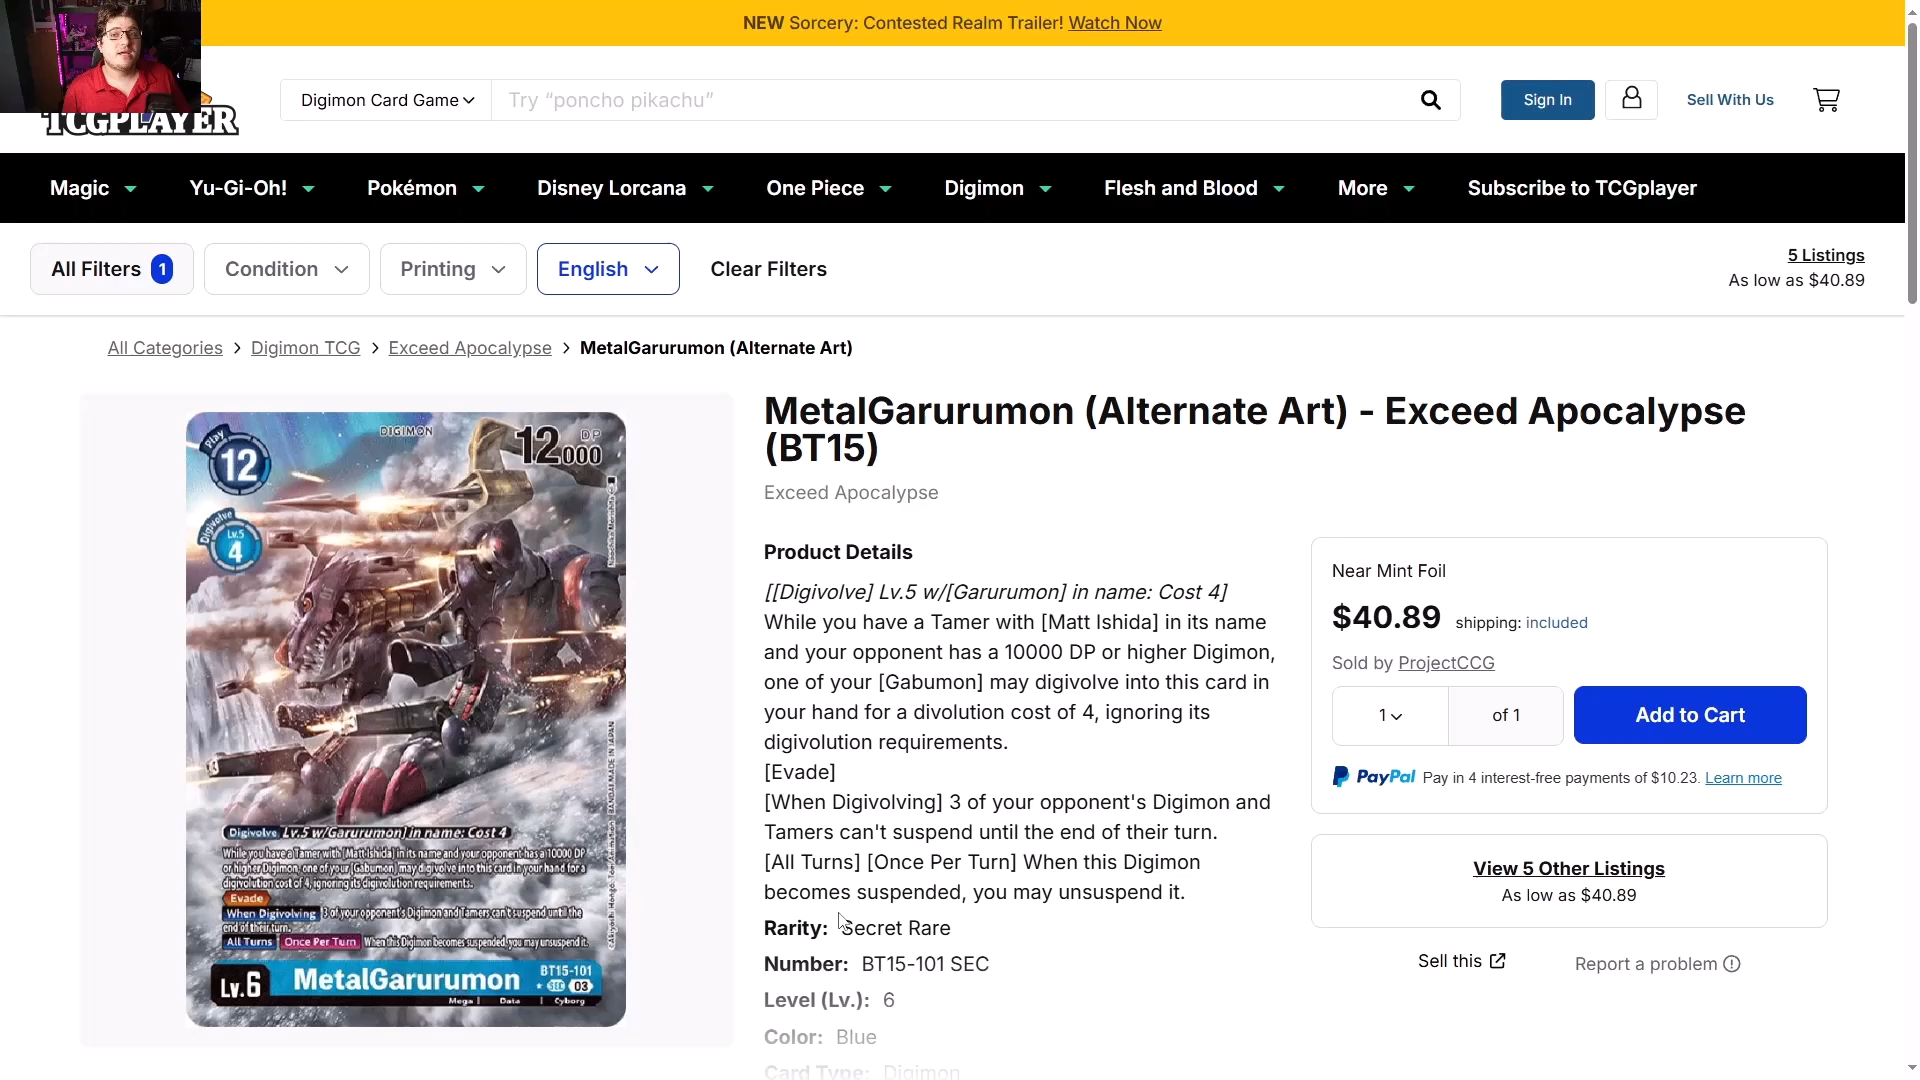 NEW Sorcery: Contested Realm Trailer! Watch Now
TCGPLAYER
Digimon Card Game
Try “poncho pikachu”
Sign In
Sell With Us
Magic
Yu-Gi-Oh!
Pokémon
Disney Lorcana
One Piece
Digimon
Flesh and Blood
More
Subscribe to TCGplayer
All Filters 1
Condition
Printing
English
Clear Filters
5 Listings
As low as $40.89
All Categories > Digimon TCG > Exceed Apocalypse > MetalGarurumon (Alternate Art)
Play
12
DIGIMON
DP
12000
Digivolve
Lv.5
4
BANDAI MADE IN JAPAN
Digivolve Lv.5 w/[Garurumon] in name: Cost 4
While you have a Tamer with [Matt Ishida] in its name and your opponent has a 10000 DP
or higher Digimon, one of your [Gabumon] may digivolve into this card in your hand for a
digivolution cost of 4, ignoring its digivolution requirements.
Evade
When Digivolving 3 of your opponent's Digimon and Tamers can't suspend until the
end of their turn.
All Turns Once Per Turn When this Digimon becomes suspended, you may unsuspend it.
Lv.6
MetalGarurumon
BT15-101
SEC 03
Mega | Data | Cyborg
MetalGarurumon (Alternate Art) - Exceed Apocalypse
(BT15)
Exceed Apocalypse
Product Details
[[Digivolve] Lv.5 w/[Garurumon] in name: Cost 4]
While you have a Tamer with [Matt Ishida] in its name
and your opponent has a 10000 DP or higher Digimon,
one of your [Gabumon] may digivolve into this card in
your hand for a divolution cost of 4, ignoring its
digivolution requirements.
[Evade]
[When Digivolving] 3 of your opponent's Digimon and
Tamers can't suspend until the end of their turn.
[All Turns] [Once Per Turn] When this Digimon
becomes suspended, you may unsuspend it.
Rarity: Secret Rare
Number: BT15-101 SEC
Level (Lv.): 6
Color: Blue
Card Type: Digimon
Near Mint Foil
$40.89 shipping: included
Sold by ProjectCCG
1
of 1
Add to Cart
PayPal Pay in 4 interest-free payments of $10.23. Learn more
View 5 Other Listings
As low as $40.89
Sell this
Report a problem